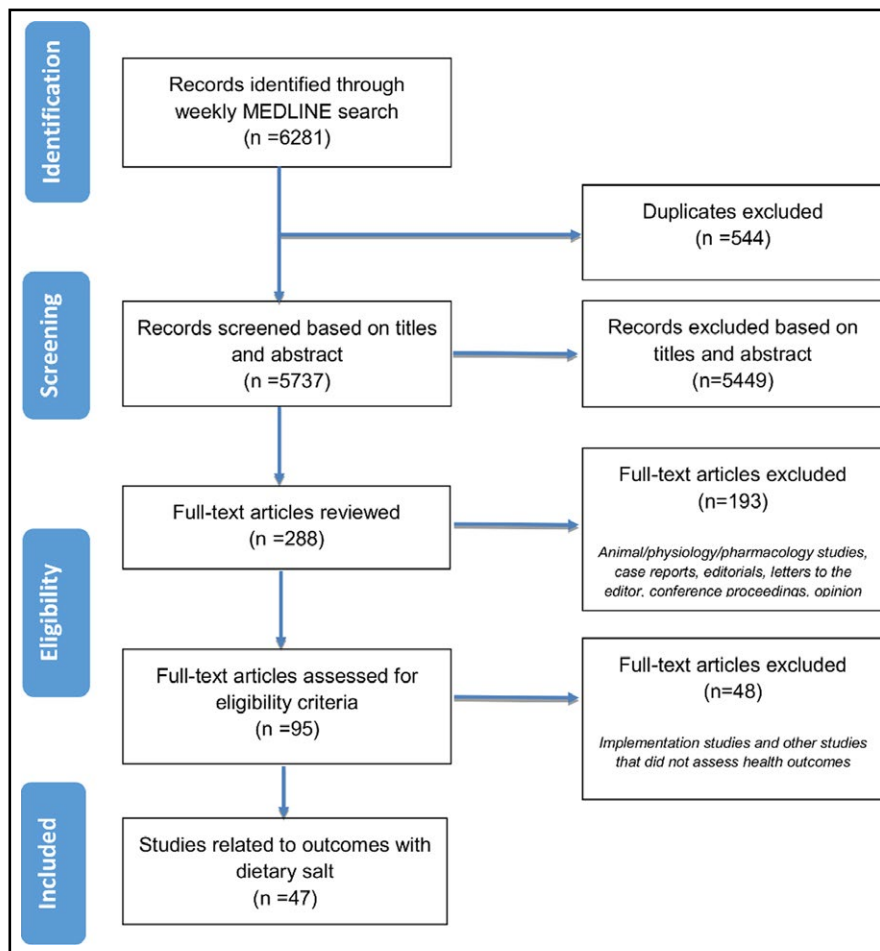 Identification
Records identified through
weekly MEDLINE search
(n =6281)
Duplicates excluded
(n =544)
Screening
Records screened based on titles
and abstract
(n =5737)
Records excluded based on
titles and abstract
(n=5449)
Eligibility
Full-text articles reviewed
(n =288)
Full-text articles excluded
(n=193)
Animal/physiology/pharmacology studies,
case reports, editorials, letters to the
editor, conference proceedings, opinion
Full-text articles assessed for
eligibility criteria
(n =95)
Full-text articles excluded
(n=48)
Implementation studies and other studies
that did not assess health outcomes
Included
Studies related to outcomes with
dietary salt
(n =47)